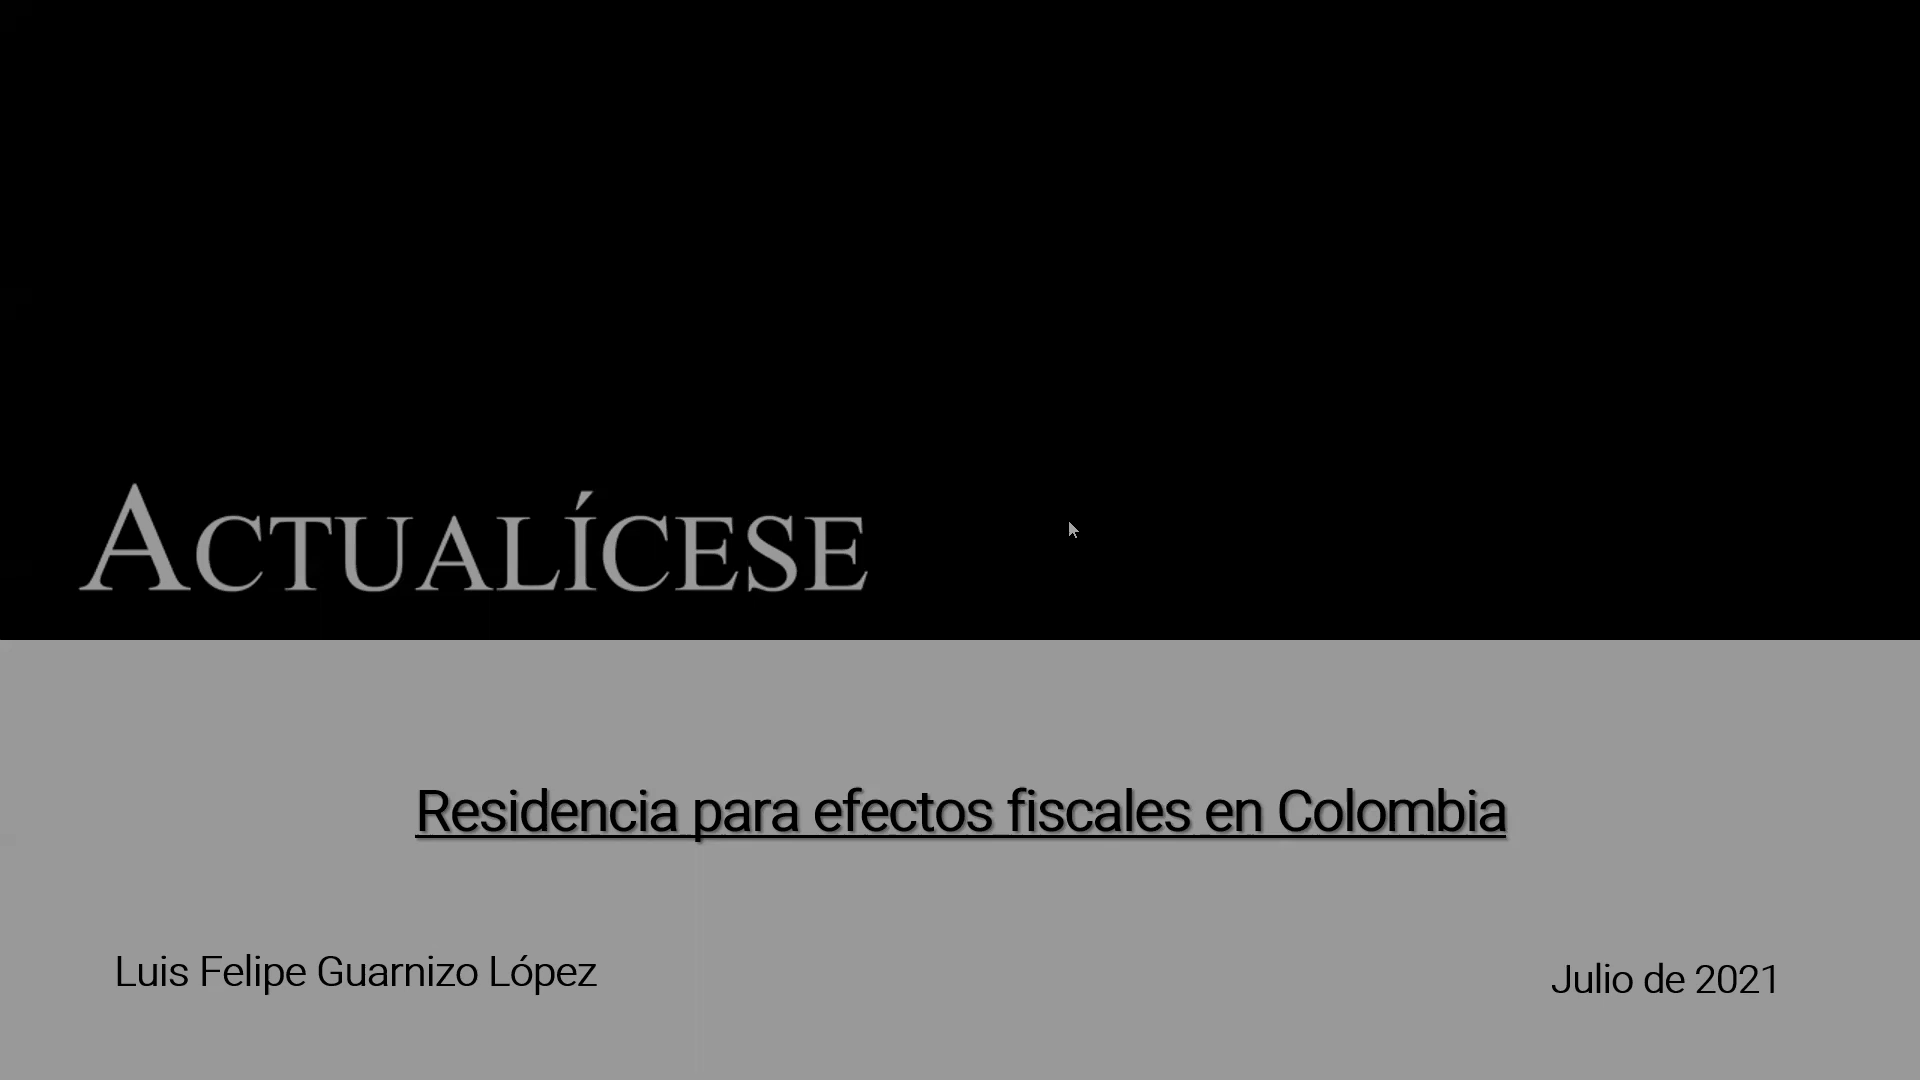 ACTUALÍCESE
Residencia para efectos fiscales en Colombia
Luis Felipe Guarnizo López
Julio de 2021